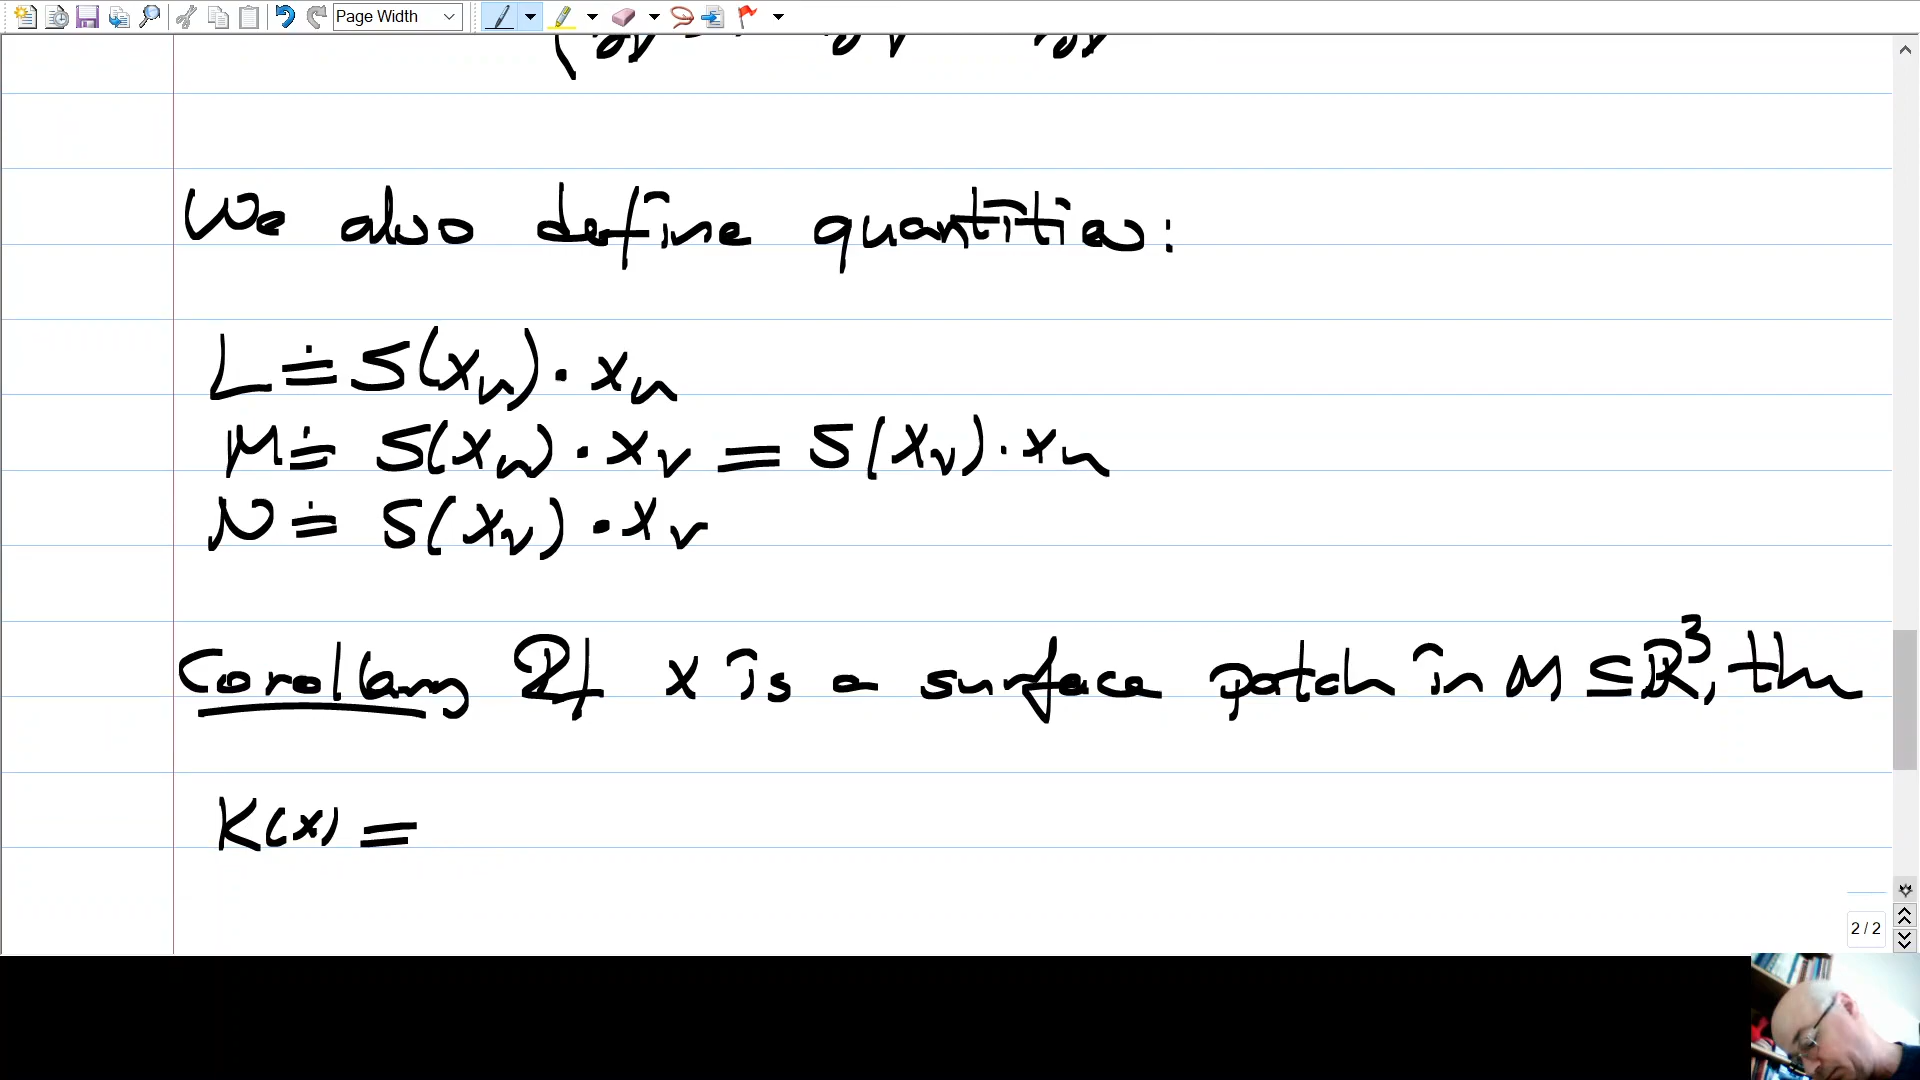 Page Width
We also define quantities:
L ≐ S(x_u) · x_u
M ≐ S(x_u) · x_v = S(x_v) · x_u
N ≐ S(x_v) · x_v
Corollary If x is a surface patch in M ⊆ ℝ³, then
K(x) =
2 / 2